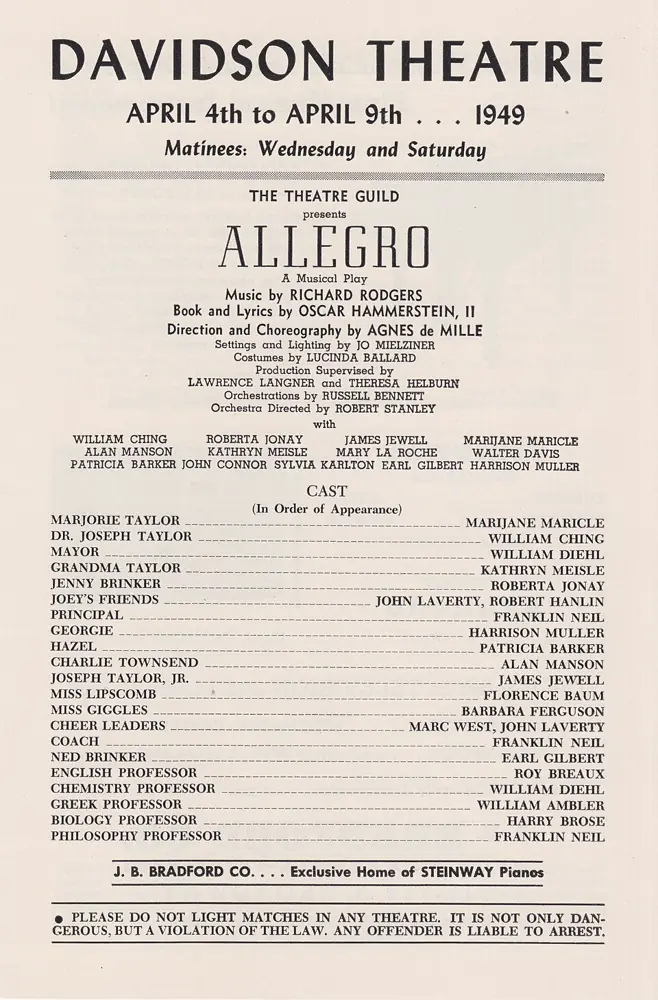 DAVIDSON THEATRE
APRIL 4th to APRIL 9th . . . 1949
Matinees: Wednesday and Saturday
THE THEATRE GUILD
presents
ALLEGRO
A Musical Play
Music by RICHARD RODGERS
Book and Lyrics by OSCAR HAMMERSTEIN, II
Direction and Choreography by AGNES de MILLE
Settings and Lighting by JO MIELZINER
Costumes by LUCINDA BALLARD
Production Supervised by
LAWRENCE LANGNER and THERESA HELBURN
Orchestrations by RUSSELL BENNETT
Orchestra Directed by ROBERT STANLEY
with
WILLIAM CHING ROBERTA JONAY JAMES JEWELL MARIJANE MARICLE
ALAN MANSON KATHRYN MEISLE MARY LA ROCHE WALTER DAVIS
PATRICIA BARKER JOHN CONNOR SYLVIA KARLTON EARL GILBERT HARRISON MULLER
CAST
(In Order of Appearance)
MARJORIE TAYLOR MARIJANE MARICLE
DR. JOSEPH TAYLOR WILLIAM CHING
MAYOR WILLIAM DIEHL
GRANDMA TAYLOR KATHRYN MEISLE
JENNY BRINKER ROBERTA JONAY
JOEY'S FRIENDS JOHN LAVERTY, ROBERT HANLIN
PRINCIPAL FRANKLIN NEIL
GEORGIE HARRISON MULLER
HAZEL PATRICIA BARKER
CHARLIE TOWNSEND ALAN MANSON
JOSEPH TAYLOR, JR. JAMES JEWELL
MISS LIPSCOMB FLORENCE BAUM
MISS GIGGLES BARBARA FERGUSON
CHEER LEADERS MARC WEST, JOHN LAVERTY
COACH FRANKLIN NEIL
NED BRINKER EARL GILBERT
ENGLISH PROFESSOR ROY BREAUX
CHEMISTRY PROFESSOR WILLIAM DIEHL
GREEK PROFESSOR WILLIAM AMBLER
BIOLOGY PROFESSOR HARRY BROSE
PHILOSOPHY PROFESSOR FRANKLIN NEIL
J. B. BRADFORD CO. . . . Exclusive Home of STEINWAY Pianos
● PLEASE DO NOT LIGHT MATCHES IN ANY THEATRE. IT IS NOT ONLY DAN-
GEROUS, BUT A VIOLATION OF THE LAW. ANY OFFENDER IS LIABLE TO ARREST.